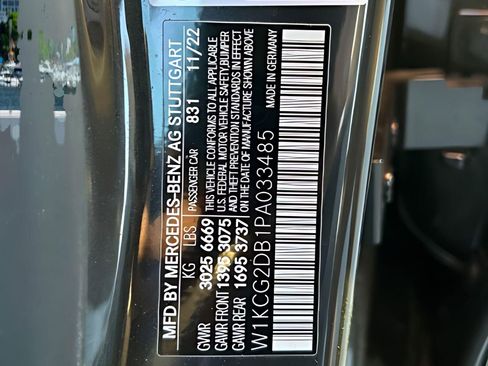 MFD BY MERCEDES-BENZ AG STUTTGART
KG LBS PASSENGER CAR 831 11/22
GVWR 3025 6669 THIS VEHICLE CONFORMS TO ALL APPLICABLE
GAWR FRONT 1395 3075 U.S. FEDERAL MOTOR VEHICLE SAFETY, BUMPER
GAWR REAR 1695 3737 AND THEFT PREVENTION STANDARDS IN EFFECT
ON THE DATE OF MANUFACTURE SHOWN ABOVE
W1KCG2DB1PA033485
MADE IN GERMANY